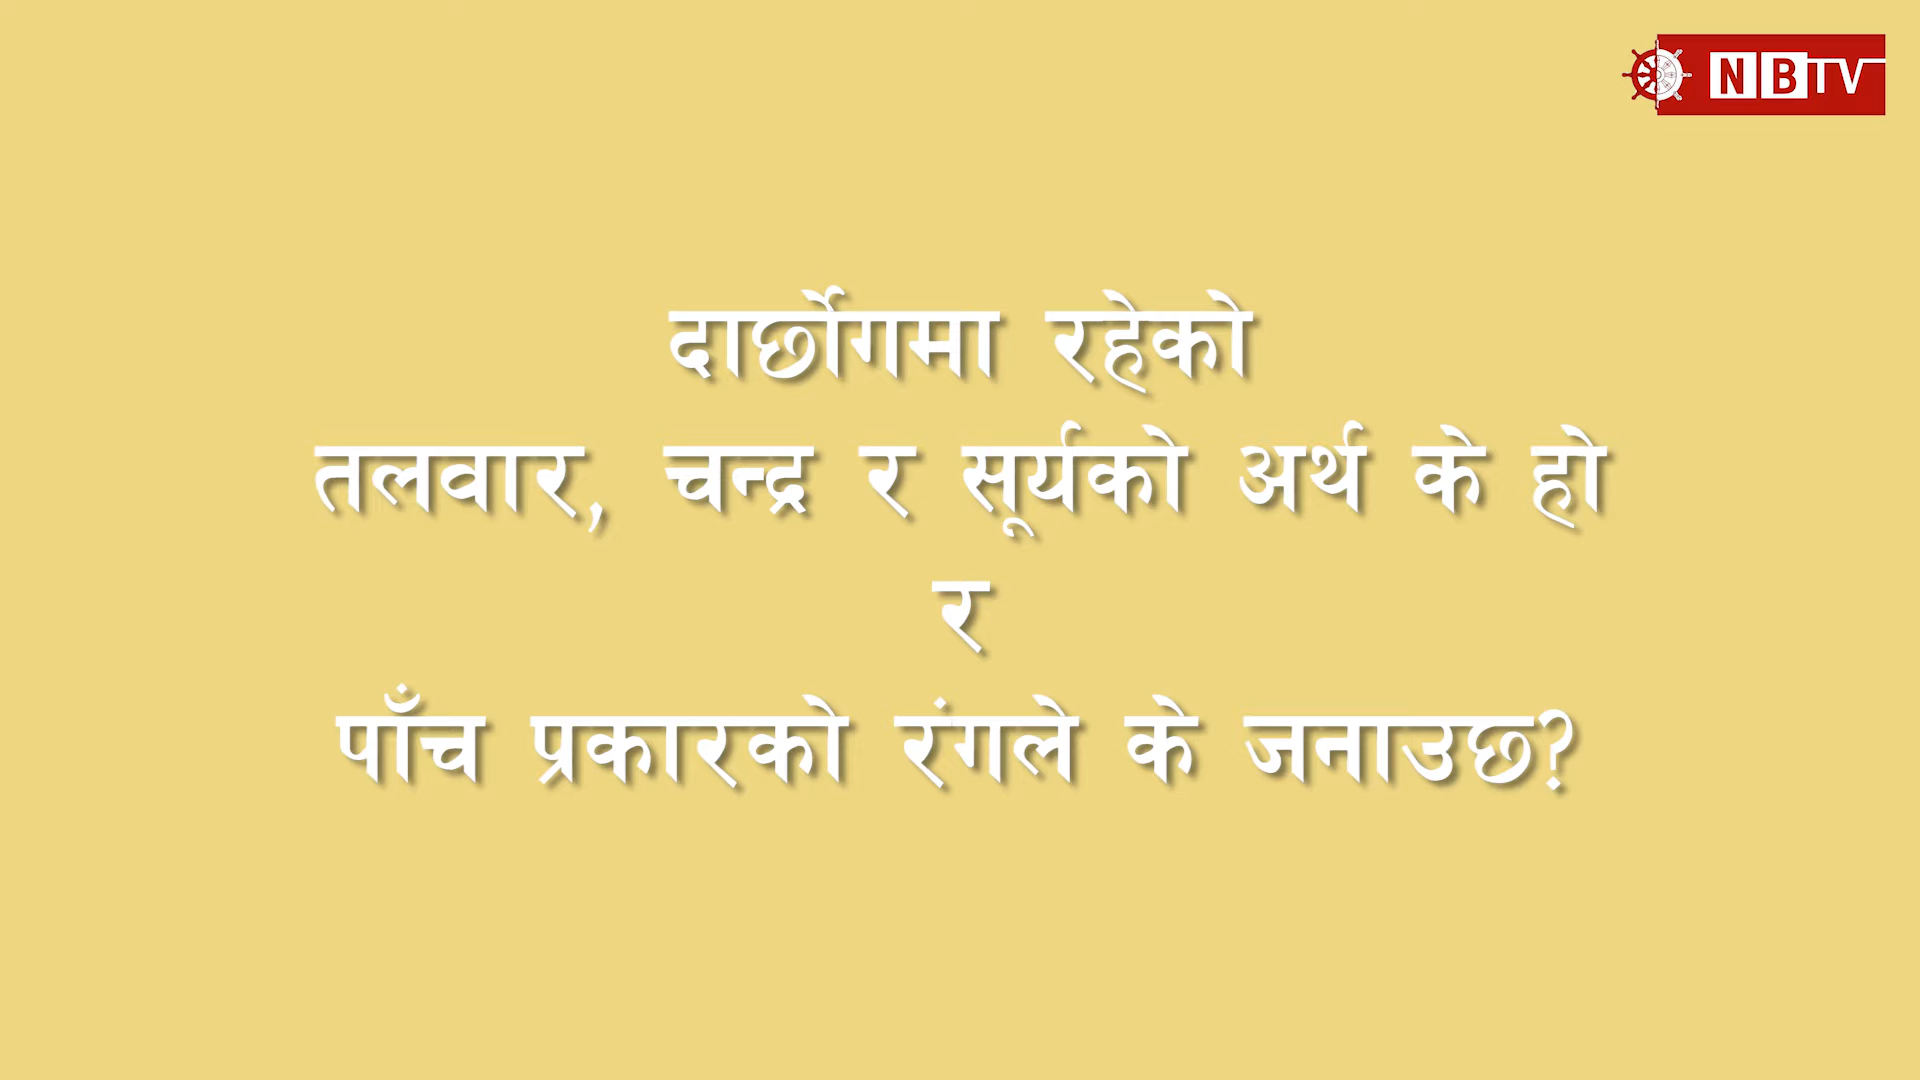 NBTV
दार्छोगमा रहेको
तलवार, चन्द्र र सूर्यको अर्थ के हो
र
पाँच प्रकारको रंगले के जनाउछ?